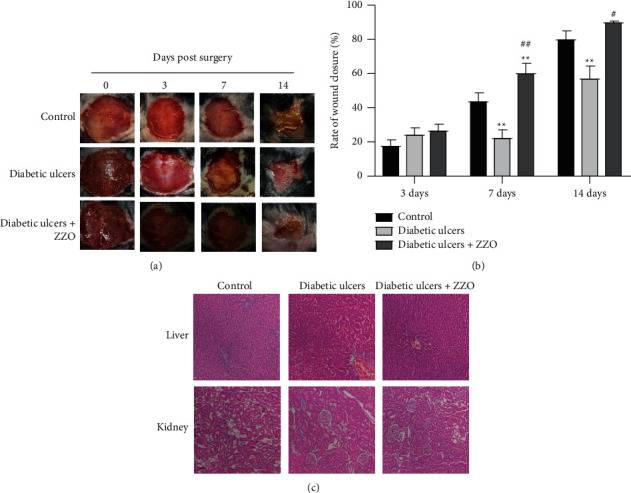 Days post surgery
0 3 7 14
Control
Diabetic ulcers
Diabetic ulcers +
ZZO
(a)
Rate of wound closure (%)
100
80
60
40
20
0
**
##
**
**
#
3 days 7 days 14 days
Control
Diabetic ulcers
Diabetic ulcers + ZZO
(b)
Control Diabetic ulcers Diabetic ulcers + ZZO
Liver
Kidney
(c)